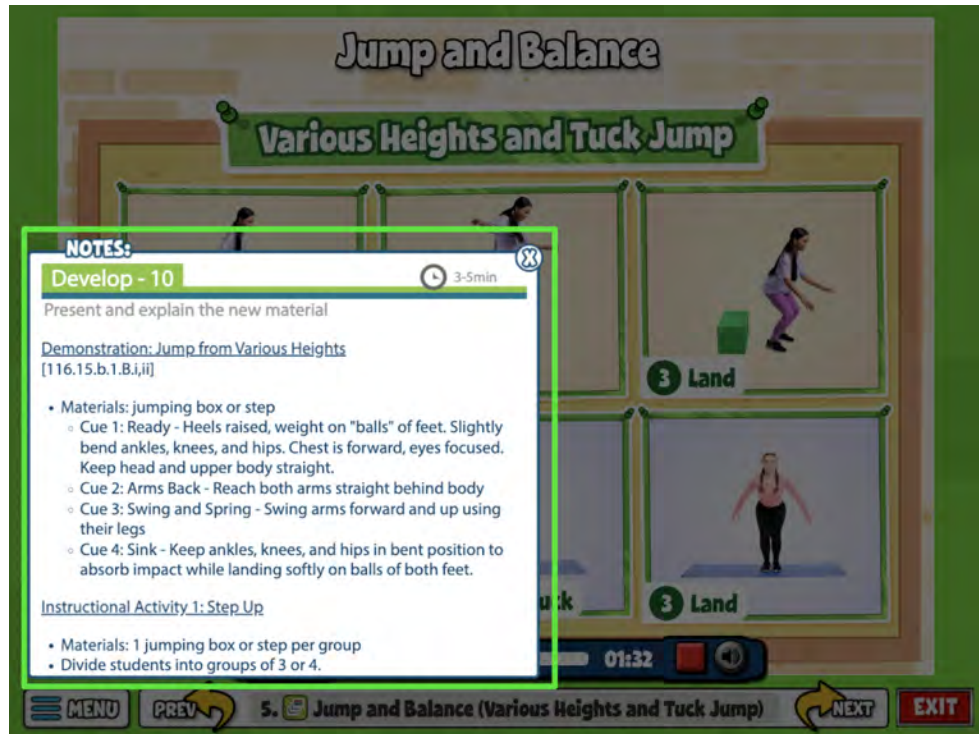 Jump and Balance
Various Heights and Tuck Jump
3 Land
NOTES:
X
Develop - 10
3-5min
Present and explain the new material
Demonstration: Jump from Various Heights
[116.15.b.1.B.i,ii]
• Materials: jumping box or step
◦ Cue 1: Ready - Heels raised, weight on "balls" of feet. Slightly
bend ankles, knees, and hips. Chest is forward, eyes focused.
Keep head and upper body straight.
◦ Cue 2: Arms Back - Reach both arms straight behind body
◦ Cue 3: Swing and Spring - Swing arms forward and up using
their legs
◦ Cue 4: Sink - Keep ankles, knees, and hips in bent position to
absorb impact while landing softly on balls of both feet.
Instructional Activity 1: Step Up
• Materials: 1 jumping box or step per group
• Divide students into groups of 3 or 4.
3 Land
01:32
MENU
PREV
5. Jump and Balance (Various Heights and Tuck Jump)
NEXT
EXIT